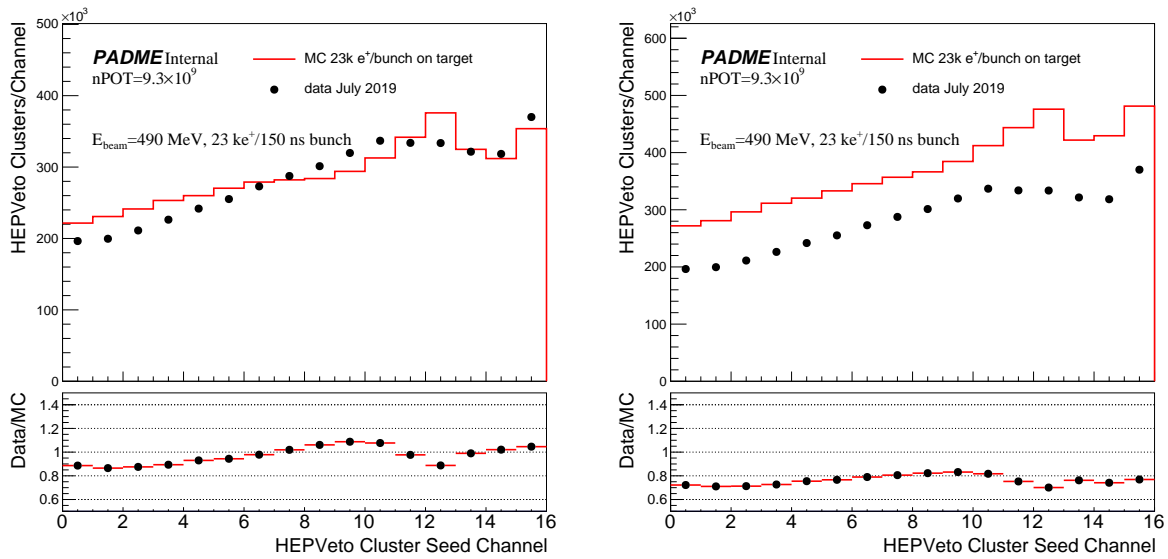 ×10³
500
400
300
200
100
0
HEPVeto Clusters/Channel
PADME Internal
nPOT=9.3×10⁹
MC 23k e⁺/bunch on target
data July 2019
E_beam=490 MeV, 23 ke⁺/150 ns bunch
1.4
1.2
1
0.8
0.6
Data/MC
0 2 4 6 8 10 12 14 16
HEPVeto Cluster Seed Channel
×10³
600
500
400
300
200
100
0
HEPVeto Clusters/Channel
PADME Internal
nPOT=9.3×10⁹
MC 23k e⁺/bunch on target
data July 2019
E_beam=490 MeV, 23 ke⁺/150 ns bunch
1.4
1.2
1
0.8
0.6
Data/MC
0 2 4 6 8 10 12 14 16
HEPVeto Cluster Seed Channel